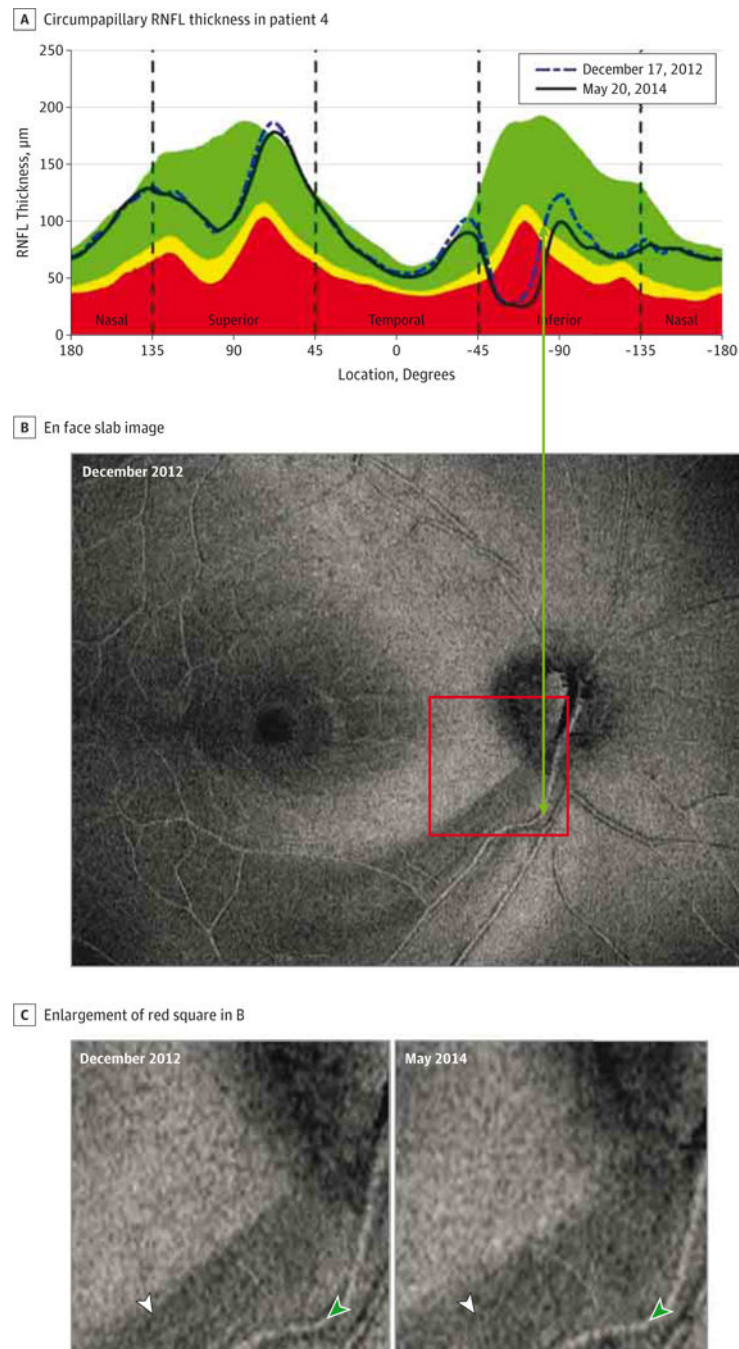 A Circumpapillary RNFL thickness in patient 4
250
200
150
100
50
0
RNFL Thickness, µm
December 17, 2012
May 20, 2014
Nasal Superior Temporal Inferior Nasal
180 135 90 45 0 -45 -90 -135 -180
Location, Degrees
B En face slab image
December 2012
C Enlargement of red square in B
December 2012 May 2014